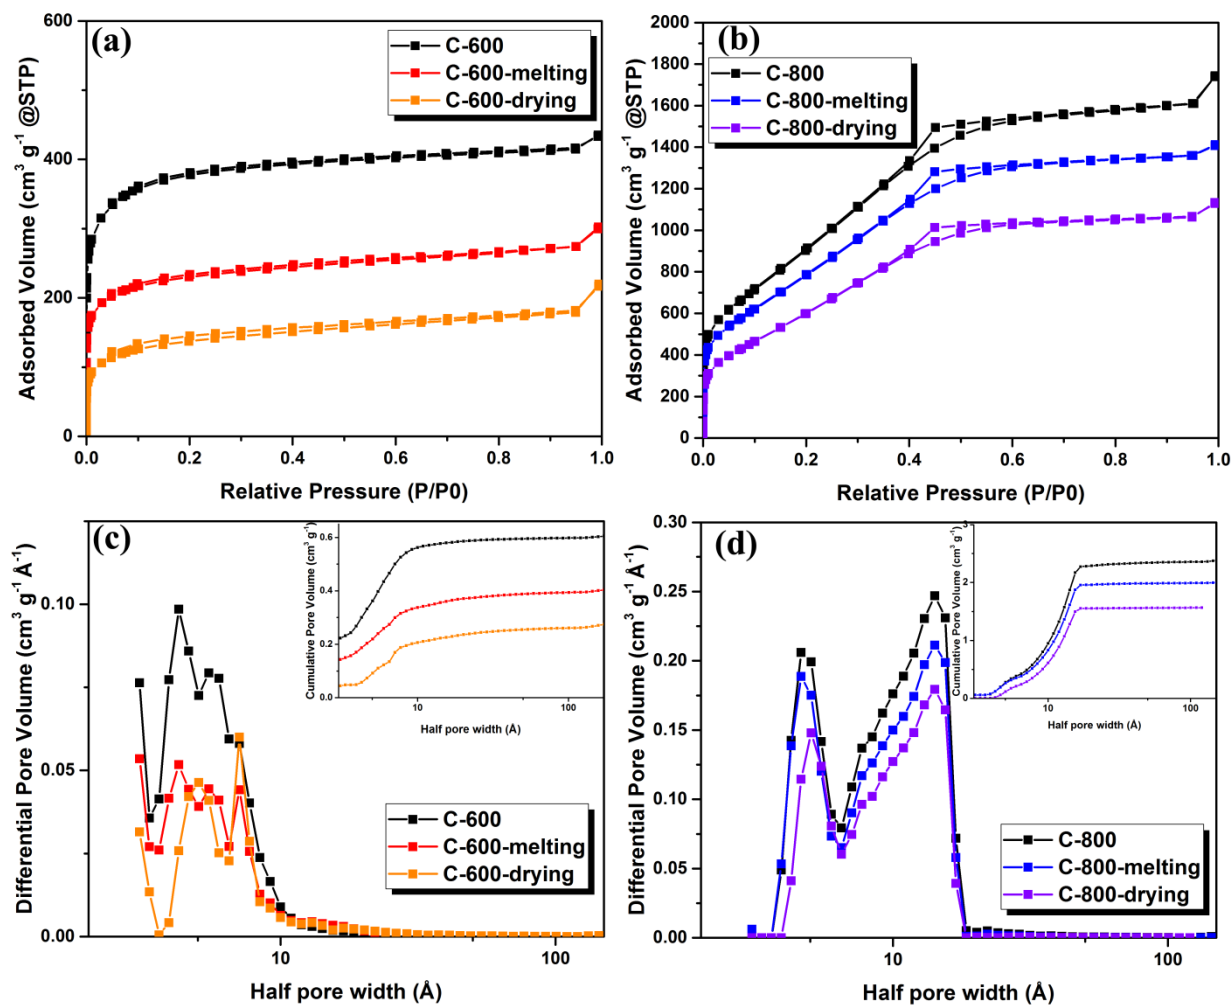 (a)
C-600
C-600-melting
C-600-drying
600
400
200
0
0.0 0.2 0.4 0.6 0.8 1.0
Adsorbed Volume (cm³ g⁻¹ @STP)
Relative Pressure (P/P0)
(b)
C-800
C-800-melting
C-800-drying
2000
1800
1600
1400
1200
1000
800
600
400
200
0
0.0 0.2 0.4 0.6 0.8 1.0
Adsorbed Volume (cm³ g⁻¹ @STP)
Relative Pressure (P/P0)
(c)
0.10
0.05
0.00
10 100
Differential Pore Volume (cm³ g⁻¹ Å⁻¹)
Half pore width (Å)
0.6
0.4
0.2
0.0
10 100
Cumulative Pore Volume (cm³ g⁻¹)
Half pore width (Å)
C-600
C-600-melting
C-600-drying
(d)
0.30
0.25
0.20
0.15
0.10
0.05
0.00
10 100
Differential Pore Volume (cm³ g⁻¹ Å⁻¹)
Half pore width (Å)
3
2
1
0
10 100
Cumulative Pore Volume (cm³ g⁻¹)
Half pore width (Å)
C-800
C-800-melting
C-800-drying